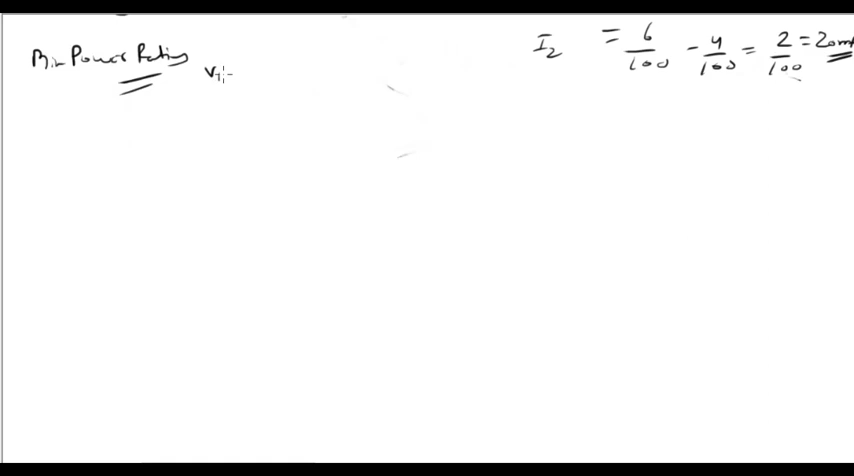 Min Power Rating
V
I₂ = 6/100 - 4/100 = 2/100 = 20mA